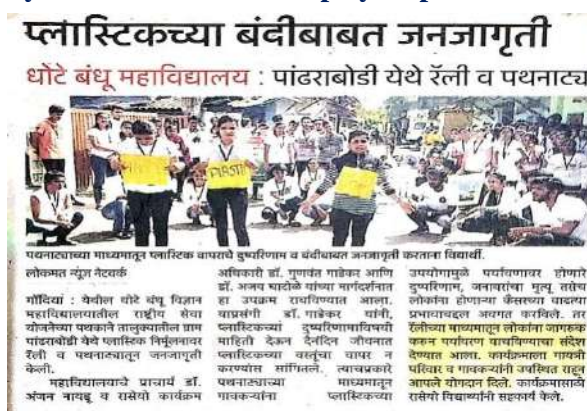 प्लास्टिकच्या बंदीबाबत जनजागृती
धोटे बंधू महाविद्यालय : पांढराबोडी येथे रॅली व पथनाट्य
पथनाट्याच्या माध्यमातून प्लास्टिक वापराचे दुष्परिणाम व बंदीबाबत जनजागृती करताना विद्यार्थी.
लोकमत न्यूज नेटवर्क
गोंदिया : येथील धोटे बंधू विज्ञान
महाविद्यालयातील राष्ट्रीय सेवा
योजनेच्या पथकाने तालुक्यातील ग्राम
पांढराबोडी येथे प्लास्टिक निर्मूलनावर
रॅली व पथनाट्यातून जनजागृती
केली.
महाविद्यालयाचे प्राचार्य डॉ.
अंजन नायडू व रासेयो कार्यक्रम
अधिकारी डॉ. गुणवंत गाडेकर आणि
डॉ. अजय घाटोळे यांच्या मार्गदर्शनात
हा उपक्रम राबविण्यात आला.
याप्रसंगी डॉ. गाडेकर यांनी,
प्लास्टिकच्या दुष्परिणामाविषयी
माहिती देऊन दैनंदिन जीवनात
प्लास्टिकच्या वस्तूंचा वापर न
करण्यास सांगितले. त्याचप्रकारे
पथनाट्याच्या माध्यमातून
गावकऱ्यांना प्लास्टिकच्या
उपयोगामुळे पर्यावरणावर होणारे
दुष्परिणाम, जनावरांचा मृत्यू तसेच
लोकांना होणाऱ्या कॅन्सरच्या वाढत्या
प्रभावाबद्दल अवगत करविले. तर
रॅलीच्या माध्यमातून लोकांना जागरुक
करुन पर्यावरण वाचविण्याचा संदेश
देण्यात आला. कार्यक्रमाला गायकवाड
परिवार व गावकऱ्यांनी उपस्थित राहून
आपले योगदान दिले. कार्यक्रमासाठी
रासेयो विद्यार्थ्यांनी सहकार्य केले.